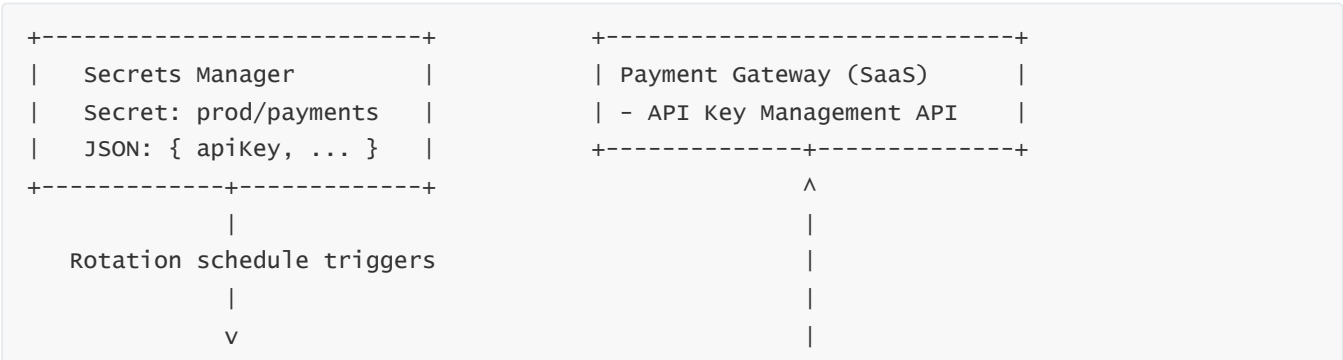 +---------------------------+           +-----------------------------+
|   Secrets Manager         |           | Payment Gateway (SaaS)      |
|   Secret: prod/payments   |           | - API Key Management API    |
|   JSON: { apiKey, ... }   |           +--------------+--------------+
+-------------+-------------+                          ^
              |                                        |
   Rotation schedule triggers                          |
              |                                        |
              v                                        |